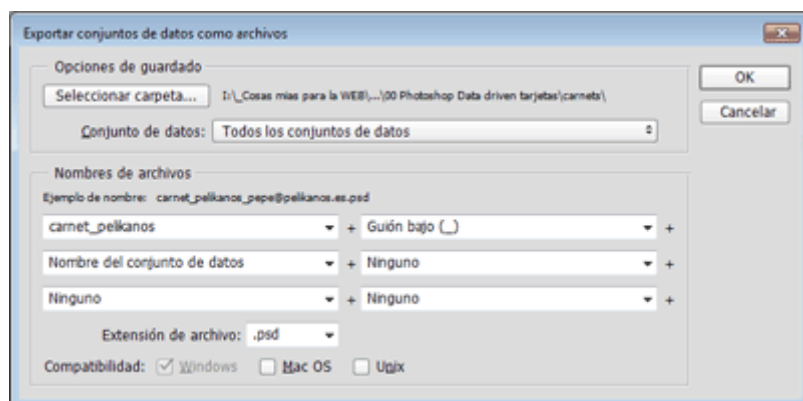 Exportar conjuntos de datos como archivos
Opciones de guardado
OK
Seleccionar carpeta... I:\_Cosas mias para la WEB\...\00 Photoshop Data driven tarjetas\carnets\
Cancelar
Conjunto de datos: Todos los conjuntos de datos
Nombres de archivos
Ejemplo de nombre: carnet_pelikanos_pepe@pelikanos.es.psd
carnet_pelikanos + Guión bajo (_) +
Nombre del conjunto de datos + Ninguno +
Ninguno + Ninguno +
Extensión de archivo: .psd
Compatibilidad: Windows Mac OS Unix